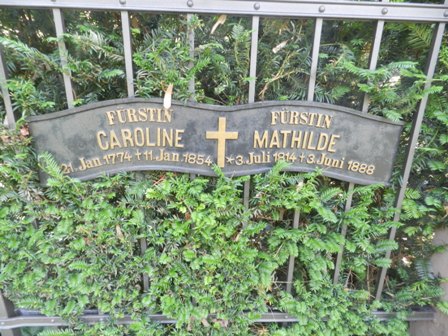 FÜRSTIN
CAROLINE
21. Jan. 1774 † 11. Jan. 1854
FÜRSTIN
MATHILDE
* 3. Juli 1814 † 3. Juni 1888